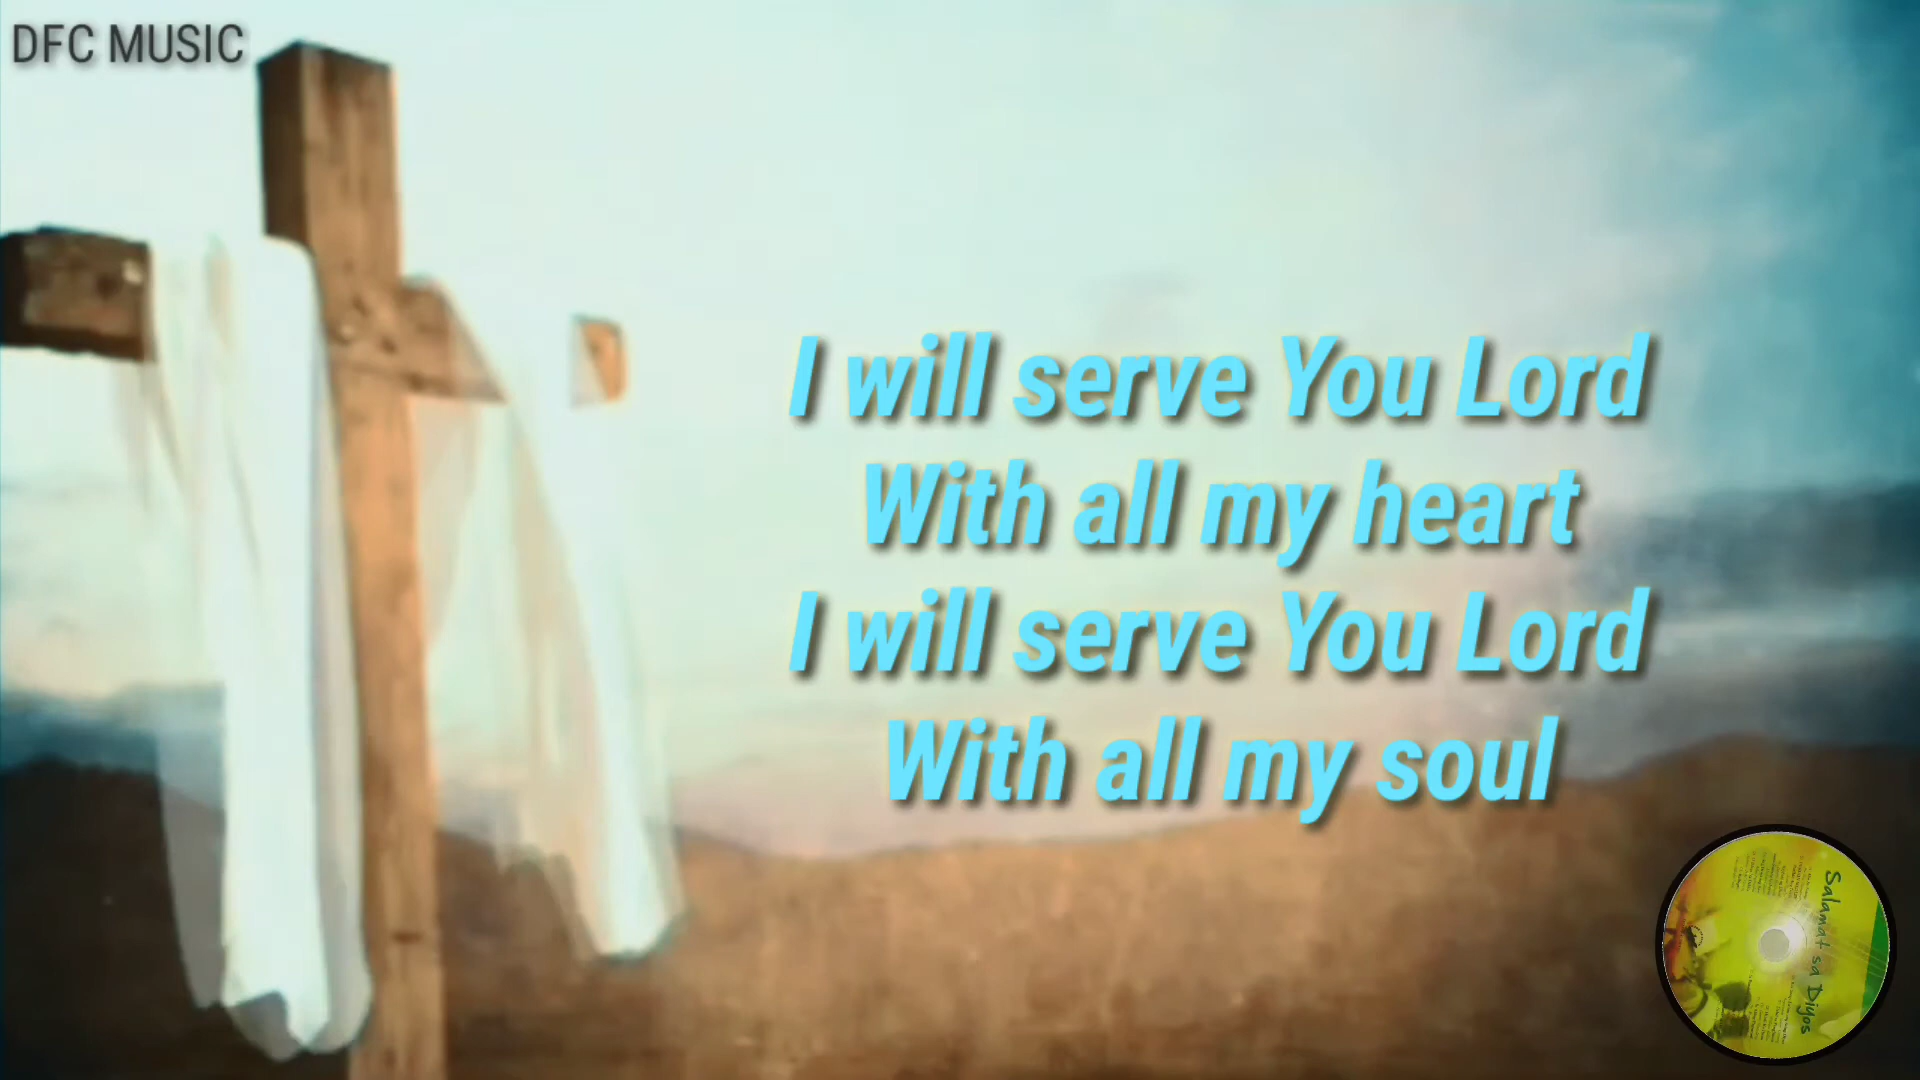 DFC MUSIC
I will serve You Lord
With all my heart
I will serve You Lord
With all my soul
Salamat sa Diyos